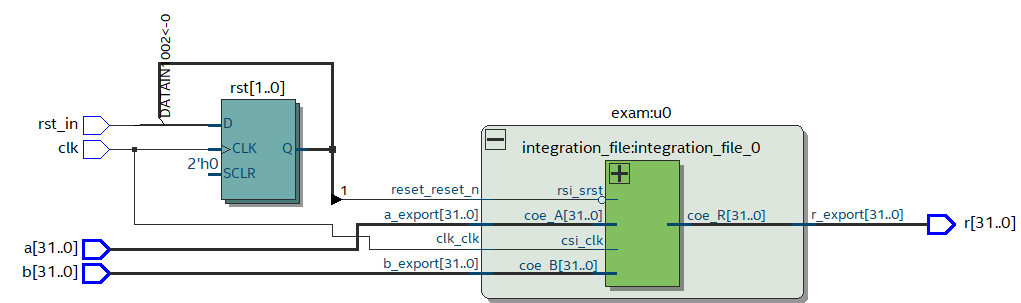 DATAIN1002<-0
rst[1..0]
rst_in
D
clk
CLK
Q
2'h0
SCLR
exam:u0
integration_file:integration_file_0
1
reset_reset_n
rsi_srst
a_export[31..0]
coe_A[31..0]
coe_R[31..0]
r_export[31..0]
r[31..0]
clk_clk
csi_clk
a[31..0]
b_export[31..0]
coe_B[31..0]
b[31..0]